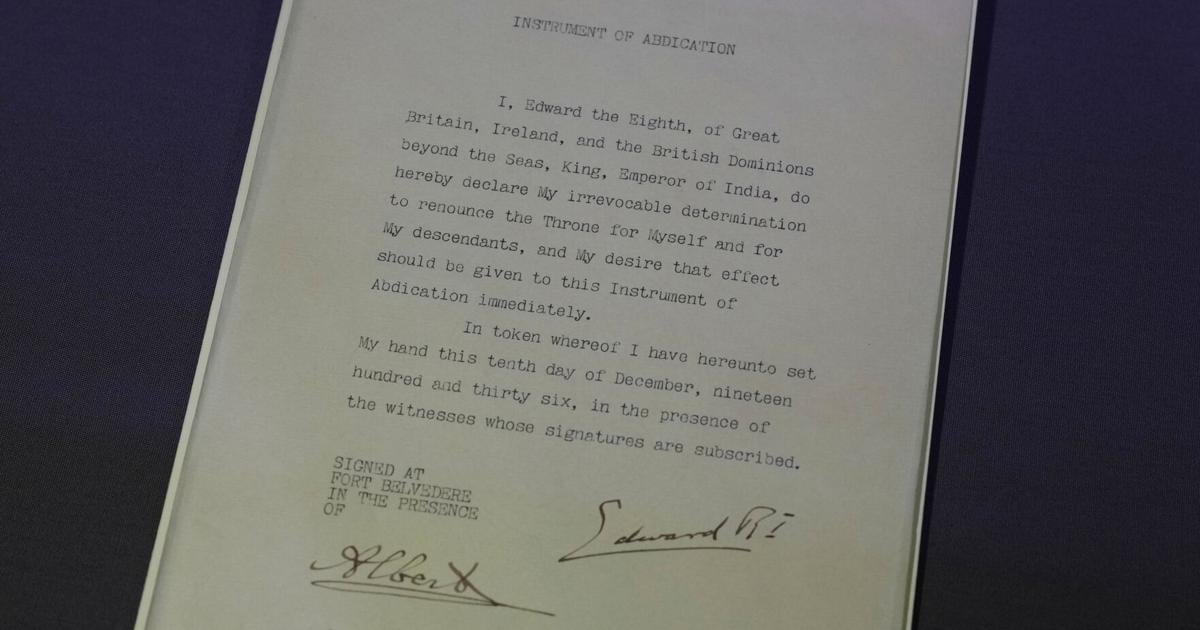 INSTRUMENT OF ABDICATION
I, Edward the Eighth, of Great
Britain, Ireland, and the British Dominions
beyond the Seas, King, Emperor of India, do
hereby declare My irrevocable determination
to renounce the Throne for Myself and for
My descendants, and My desire that effect
should be given to this Instrument of
Abdication immediately.
In token whereof I have hereunto set
My hand this tenth day of December, nineteen
hundred and thirty six, in the presence of
the witnesses whose signatures are subscribed.
SIGNED AT
FORT BELVEDERE
IN THE PRESENCE
OF
Edward RI
Albert